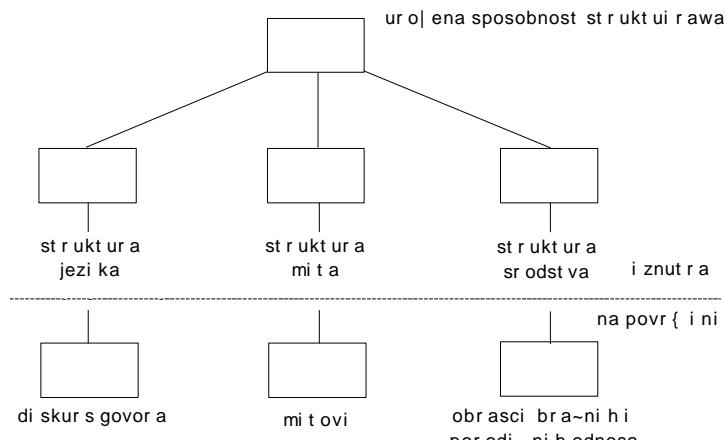 uro|ena sposobnost struktuirawa
struktura
jezika
struktura
mita
struktura
srodstva
iznutra
na povr{ini
diskurs govora
mitovi
obrasci bra~nih i